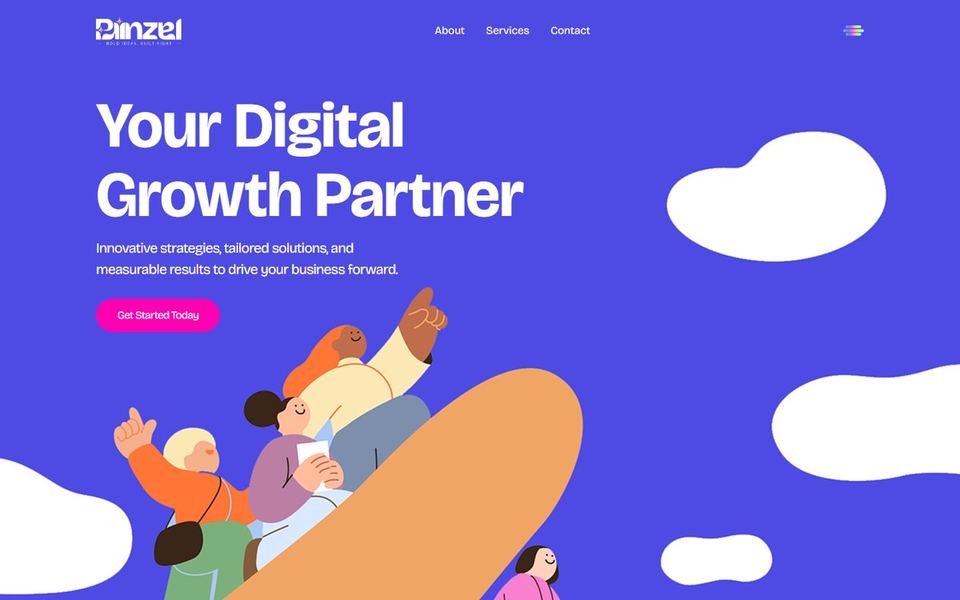 Pinzel
BOLD IDEAS, BUILT RIGHT
About
Services
Contact
Your Digital
Growth Partner
Innovative strategies, tailored solutions, and
measurable results to drive your business forward.
Get Started Today